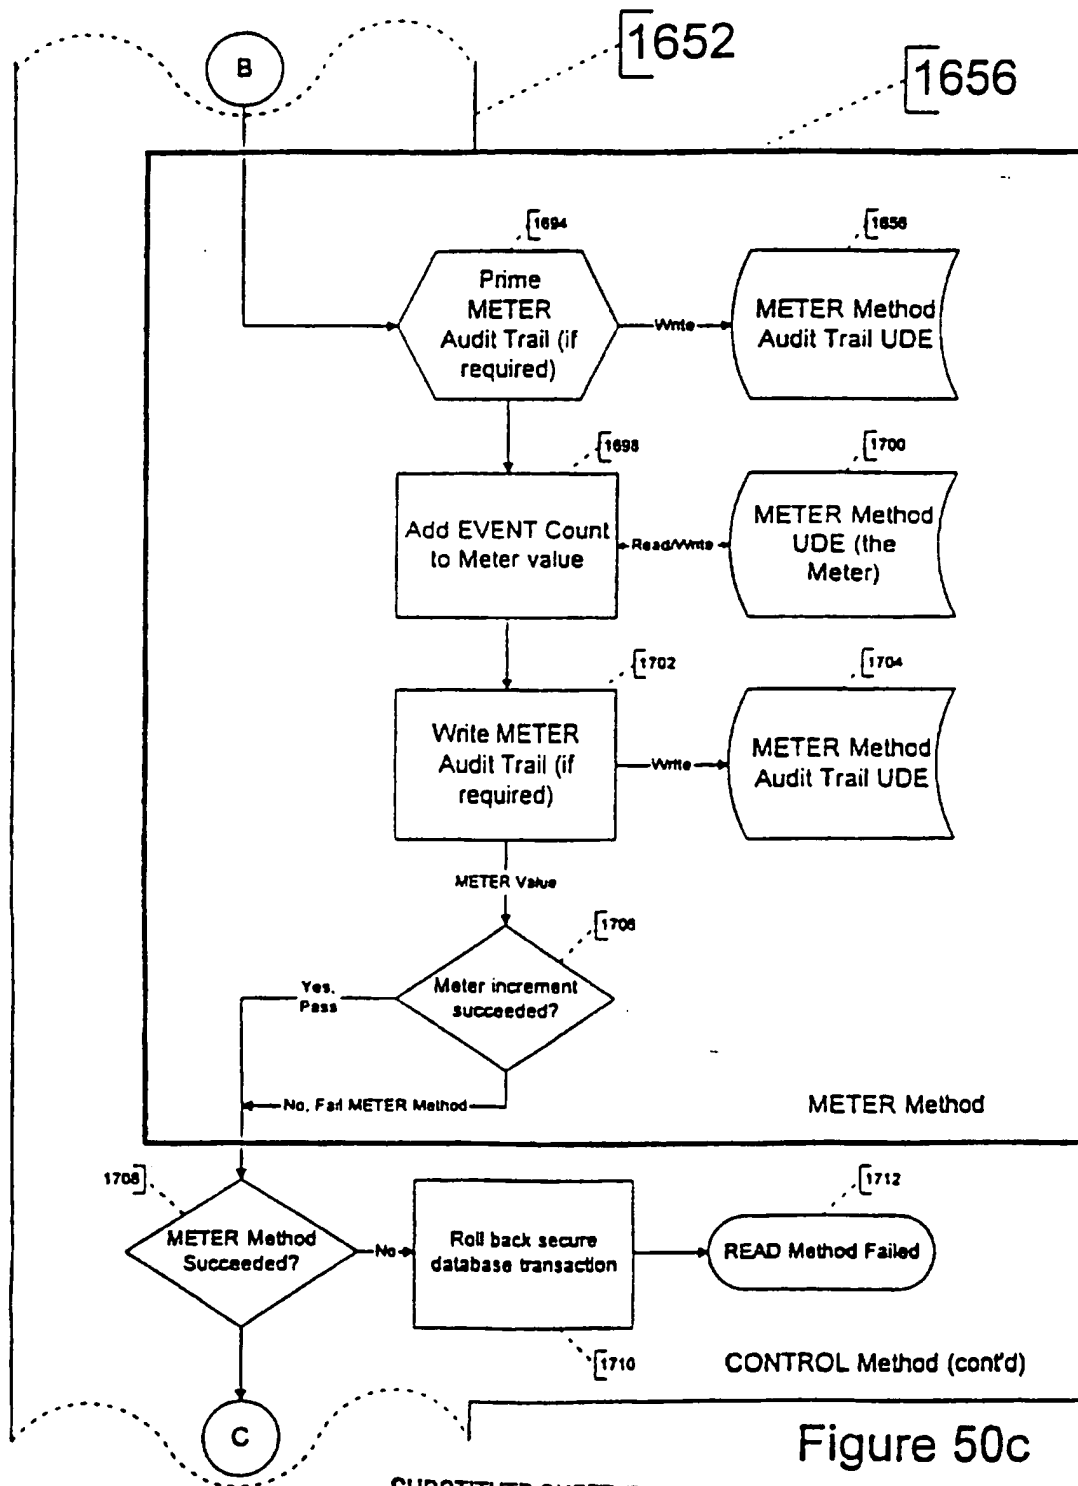 B
1652
1656
1694
Prime
METER
Audit Trail (if
required)
Write
1656
METER Method
Audit Trail UDE
1698
Add EVENT Count
to Meter value
Read/Write
1700
METER Method
UDE (the
Meter)
1702
Write METER
Audit Trail (if
required)
Write
1704
METER Method
Audit Trail UDE
METER Value
1706
Meter increment
succeeded?
Yes,
Pass
No, Fail METER Method
METER Method
1708
METER Method
Succeeded?
No
Roll back secure
database transaction
1710
1712
READ Method Failed
CONTROL Method (cont'd)
C
Figure 50c